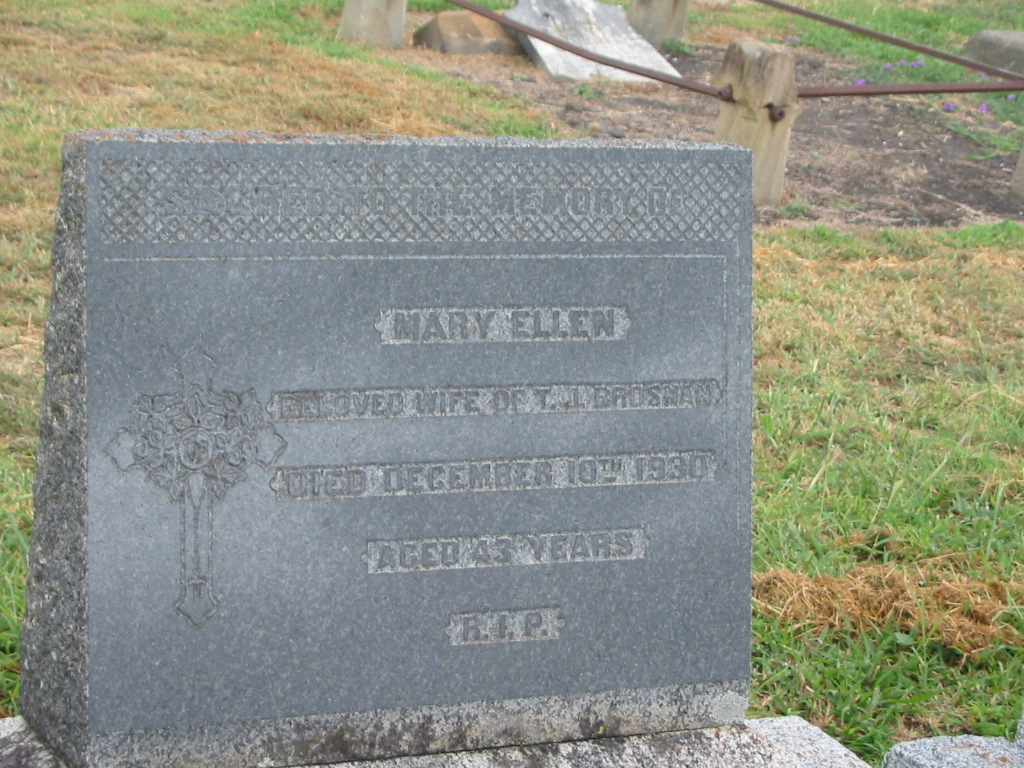 SACRED TO THE MEMORY OF
MARY ELLEN
BELOVED WIFE OF T. J. BROSNAN
DIED DECEMBER 10TH 1930
AGED 43 YEARS
R.I.P.